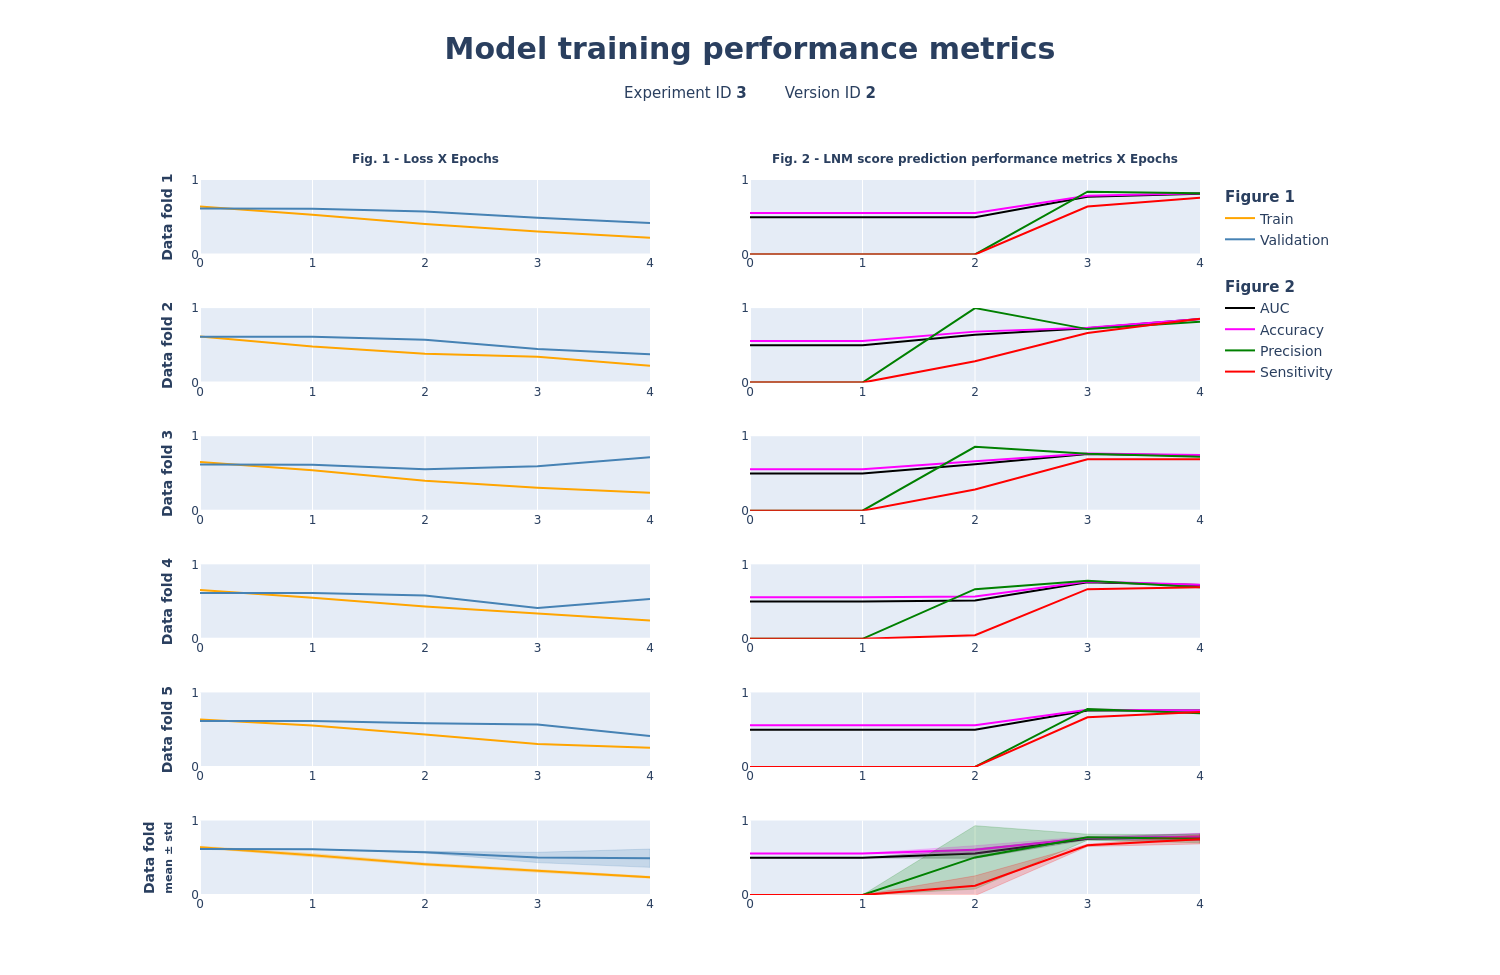 Model training performance metrics
Experiment ID 3 Version ID 2
Fig. 1 - Loss X Epochs
Fig. 2 - LNM score prediction performance metrics X Epochs
Data fold 1
1
0
0 1 2 3 4
1
0
0 1 2 3 4
Figure 1
Train
Validation
Figure 2
AUC
Accuracy
Precision
Sensitivity
Data fold 2
1
0
0 1 2 3 4
1
0
0 1 2 3 4
Data fold 3
1
0
0 1 2 3 4
1
0
0 1 2 3 4
Data fold 4
1
0
0 1 2 3 4
1
0
0 1 2 3 4
Data fold 5
1
0
0 1 2 3 4
1
0
0 1 2 3 4
Data fold
mean ± std
1
0
0 1 2 3 4
1
0
0 1 2 3 4